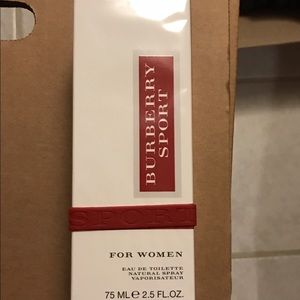 BURBERRY
SPORT
SPORT
FOR WOMEN
EAU DE TOILETTE
NATURAL SPRAY
VAPORISATEUR
75 ML ℮ 2.5 FL.OZ.